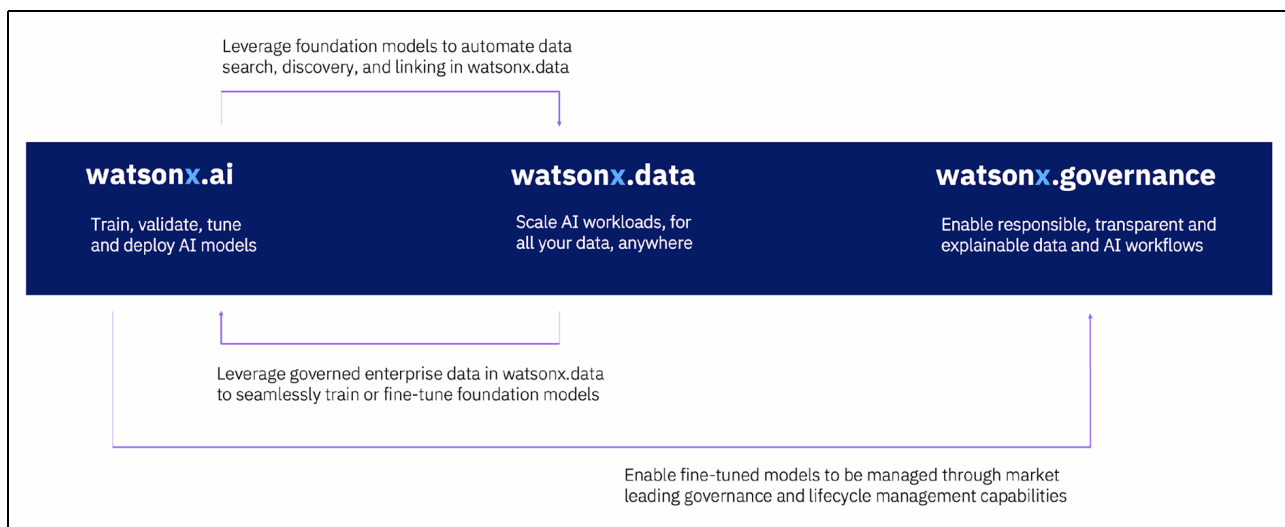 Leverage foundation models to automate data
search, discovery, and linking in watsonx.data
watsonx.ai
Train, validate, tune
and deploy AI models
watsonx.data
Scale AI workloads, for
all your data, anywhere
watsonx.governance
Enable responsible, transparent and
explainable data and AI workflows
Leverage governed enterprise data in watsonx.data
to seamlessly train or fine-tune foundation models
Enable fine-tuned models to be managed through market
leading governance and lifecycle management capabilities